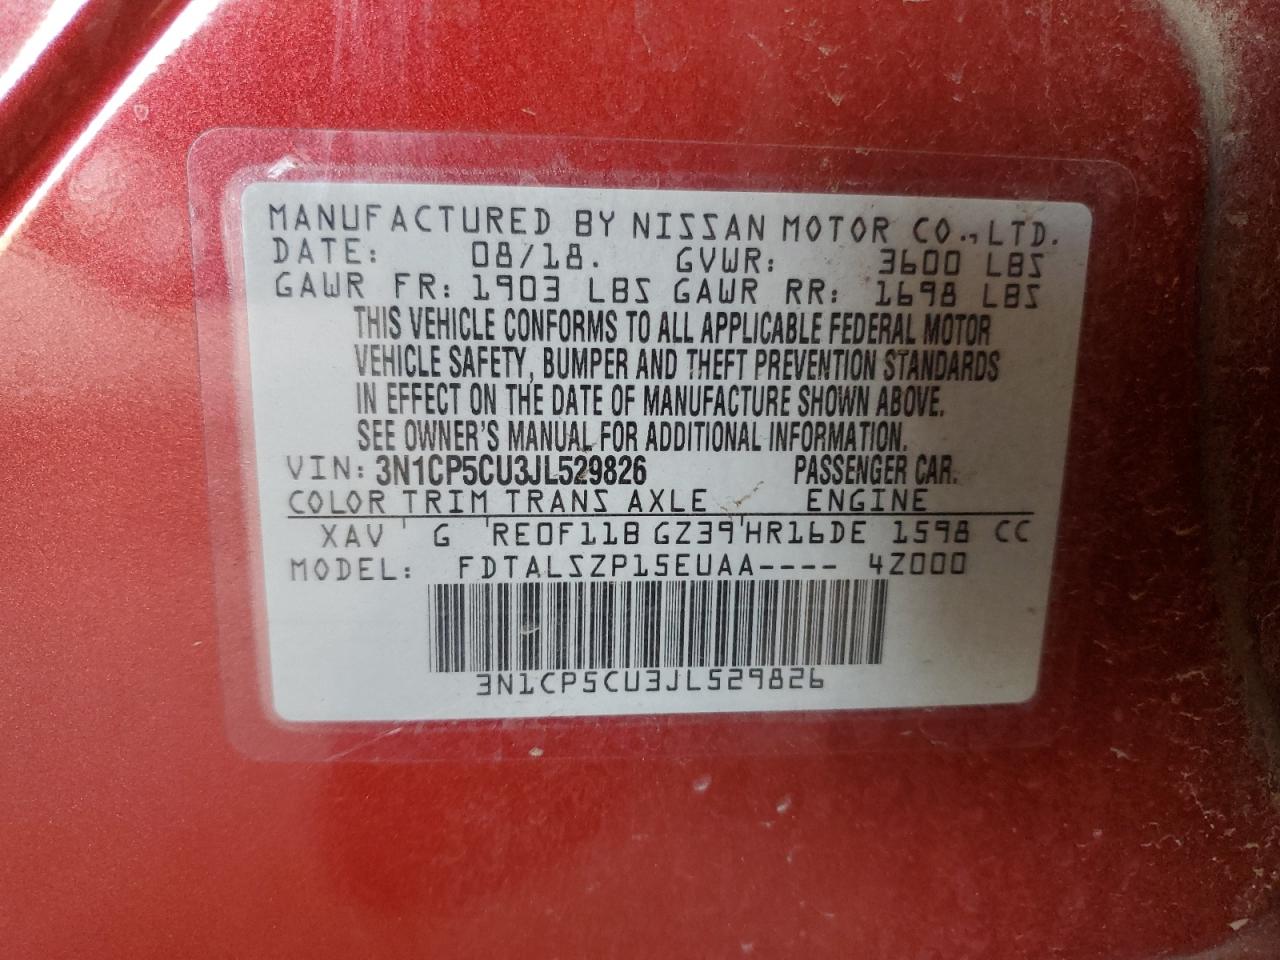 MANUFACTURED BY NISSAN MOTOR CO.,LTD.
DATE: 08/18. GVWR: 3600 LBS
GAWR FR: 1903 LBS GAWR RR: 1698 LBS
THIS VEHICLE CONFORMS TO ALL APPLICABLE FEDERAL MOTOR
VEHICLE SAFETY, BUMPER AND THEFT PREVENTION STANDARDS
IN EFFECT ON THE DATE OF MANUFACTURE SHOWN ABOVE.
SEE OWNER'S MANUAL FOR ADDITIONAL INFORMATION.
VIN: 3N1CP5CU3JL529826 PASSENGER CAR.
COLOR TRIM TRANS AXLE ENGINE
XAV ' G 'RE0F11B GZ39'HR16DE 1598 CC
MODEL: FDTALSZP15EUAA---- 4Z000
3N1CP5CU3JL529826